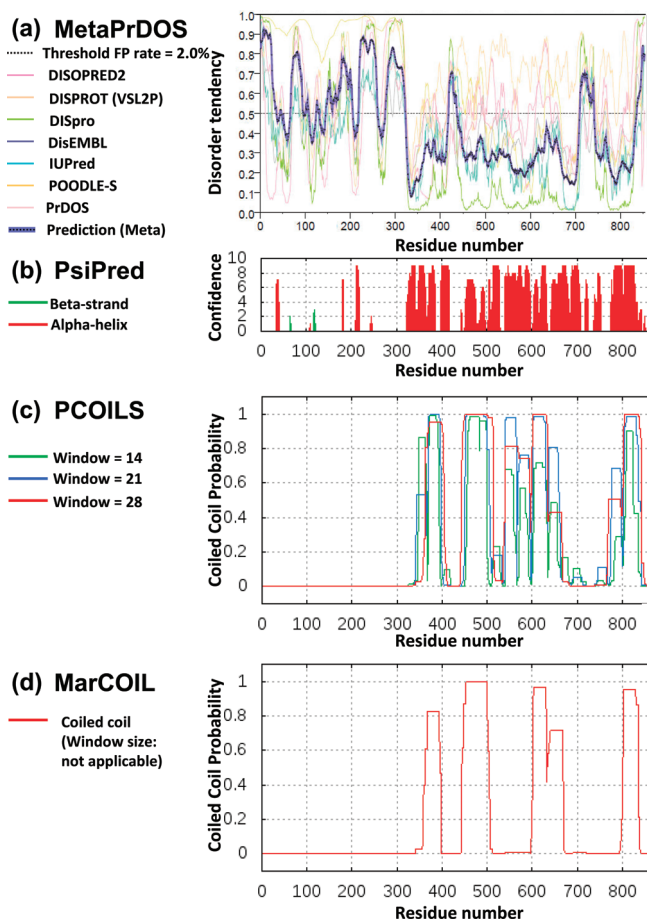 (a) MetaPrDOS
Threshold FP rate = 2.0%
DISOPRED2
DISPROT (VSL2P)
DISpro
DisEMBL
IUPred
POODLE-S
PrDOS
Prediction (Meta)
Disorder tendency
1.0
0.9
0.8
0.7
0.6
0.5
0.4
0.3
0.2
0.1
0.0
0 100 200 300 400 500 600 700 800
Residue number
(b) PsiPred
Beta-strand
Alpha-helix
Confidence
10
8
6
4
2
0
0 100 200 300 400 500 600 700 800
Residue number
(c) PCOILS
Window = 14
Window = 21
Window = 28
Coiled Coil Probability
1
0.8
0.6
0.4
0.2
0
0 100 200 300 400 500 600 700 800
Residue number
(d) MarCOIL
Coiled coil
(Window size:
not applicable)
Coiled Coil Probability
1
0.8
0.6
0.4
0.2
0
0 100 200 300 400 500 600 700 800
Residue number